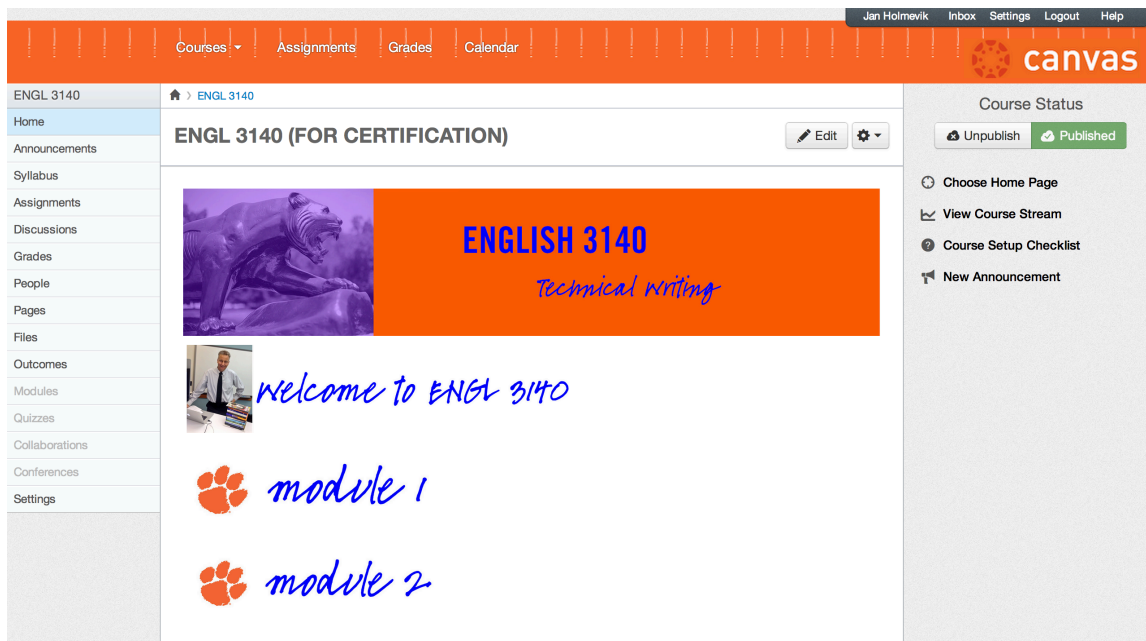 Jan Holmevik Inbox Settings Logout Help
Courses Assignments Grades Calendar
canvas
ENGL 3140
Home
Announcements
Syllabus
Assignments
Discussions
Grades
People
Pages
Files
Outcomes
Modules
Quizzes
Collaborations
Conferences
Settings
ENGL 3140
ENGL 3140 (FOR CERTIFICATION)
Edit
ENGLISH 3140
Technical Writing
Welcome to ENGL 3140
module 1
module 2
Course Status
Unpublish Published
Choose Home Page
View Course Stream
Course Setup Checklist
New Announcement